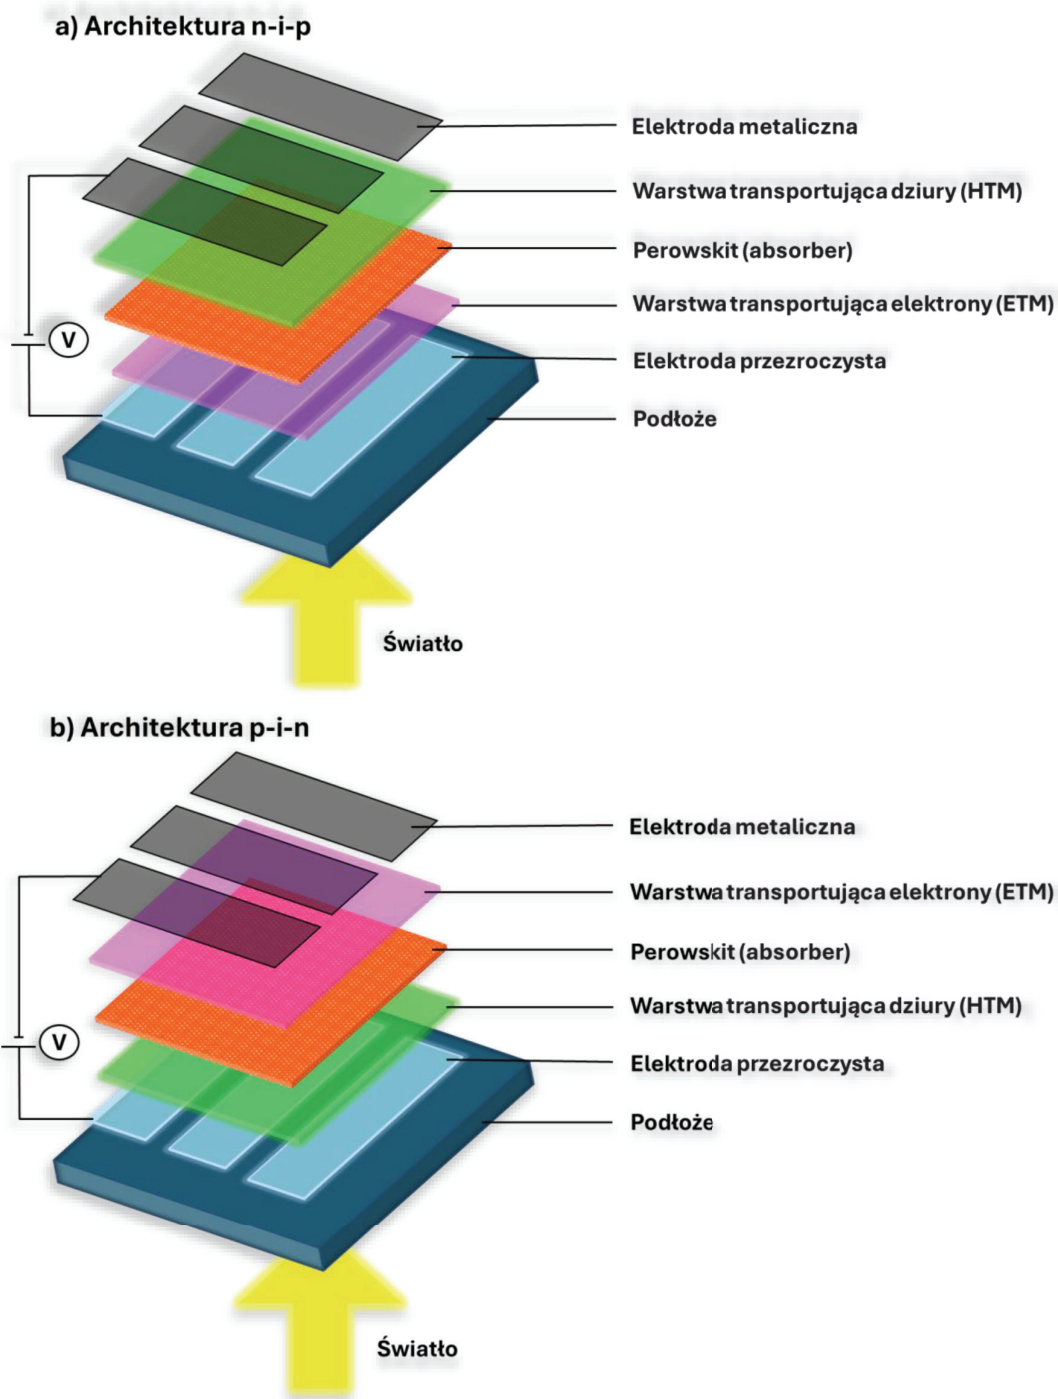 a) Architektura n-i-p
Elektroda metaliczna
Warstwa transportująca dziury (HTM)
Perowskit (absorber)
Warstwa transportująca elektrony (ETM)
V
Elektroda przezroczysta
Podłoże
Światło
b) Architektura p-i-n
Elektroda metaliczna
Warstwa transportująca elektrony (ETM)
Perowskit (absorber)
Warstwa transportująca dziury (HTM)
V
Elektroda przezroczysta
Podłoże
Światło